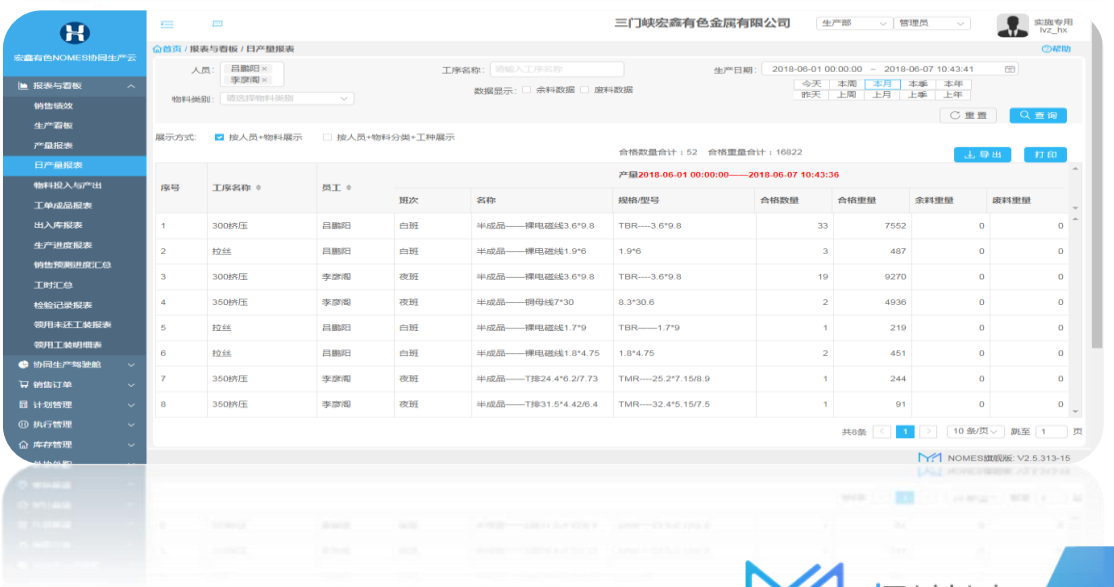 三门峡宏鑫有色金属有限公司 生产部 管理员 实施专用
lvz_hx
宏鑫有色NOMES协同生产云
首页 / 报表与看板 / 日产量报表 帮助
报表与看板
销售绩效
生产看板
产量报表
日产量报表
物料投入与产出
工单成品报表
出入库报表
生产进度报表
销售预测进度汇总
工时汇总
检验记录报表
领用未还工装报表
领用工装明细表
协同生产驾驶舱
销售订单
计划管理
执行管理
库存管理
人员: 吕鹏阳 × 工序名称: 请输入工序名称 生产日期: 2018-06-01 00:00:00 ~ 2018-06-07 10:43:41
李彦阁 ×
今天 本周 本月 本季 本年
物料类别: 请选择物料类别 数据显示: 余料数据 废料数据
昨天 上周 上月 上季 上年
重置 查询
展示方式: 按人员+物料展示 按人员+物料分类+工种展示
合格数量合计：52 合格重量合计：16822 导出 打印
产量2018-06-01 00:00:00——2018-06-07 10:43:36
序号 工序名称 员工 班次 名称 规格/型号 合格数量 合格重量 余料重量 废料重量
1 300挤压 吕鹏阳 白班 半成品——裸电磁线3.6*9.8 TBR----3.6*9.8 33 7552 0 0
2 拉丝 吕鹏阳 白班 半成品——裸电磁线1.9*6 1.9*6 3 487 0 0
3 300挤压 李彦阁 夜班 半成品——裸电磁线3.6*9.8 TBR----3.6*9.8 19 9270 0 0
4 350挤压 李彦阁 夜班 半成品——铜母线7*30 8.3*30.6 2 4936 0 0
5 拉丝 吕鹏阳 白班 半成品——裸电磁线1.7*9 TBR——1.7*9 1 219 0 0
6 拉丝 吕鹏阳 白班 半成品——裸电磁线1.8*4.75 1.8*4.75 2 451 0 0
7 350挤压 李彦阁 夜班 半成品——T排24.4*6.2/7.73 TMR----25.2*7.15/8.9 1 244 0 0
8 350挤压 李彦阁 夜班 半成品——T排31.5*4.42/6.4 TMR----32.4*5.15/7.5 1 91 0 0
共8条 < 1 > 10 条/页 跳至 1 页
NOMES旗舰版: V2.5.313-15